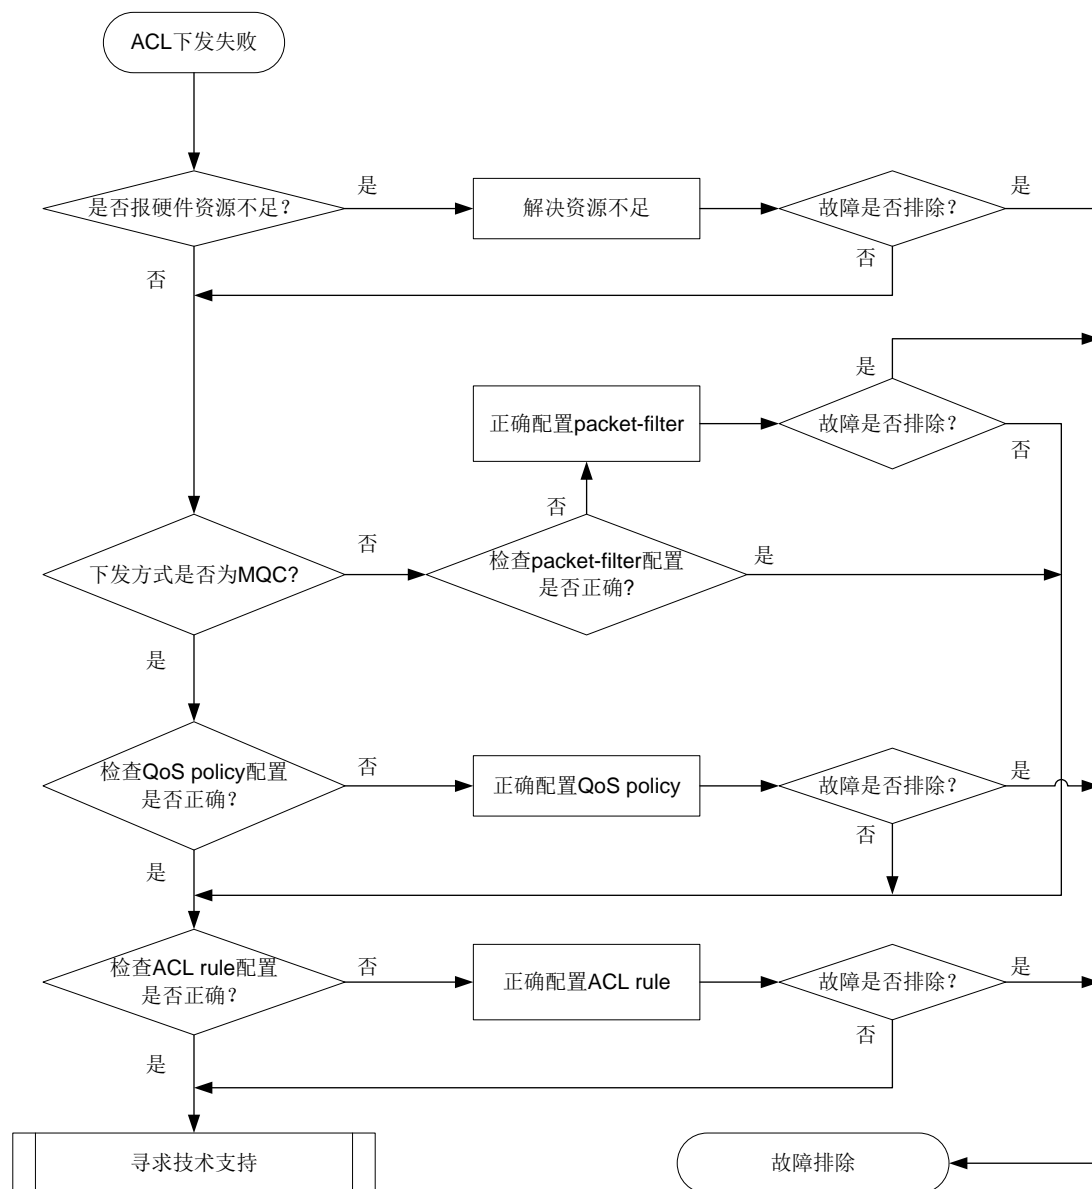 ACL下发失败
是否报硬件资源不足？
是
解决资源不足
故障是否排除？
是
否
否
正确配置packet-filter
是
故障是否排除？
否
否
下发方式是否为MQC?
否
检查packet-filter配置
是否正确？
是
是
检查QoS policy配置
是否正确？
否
正确配置QoS policy
故障是否排除？
是
否
是
检查ACL rule配置
是否正确？
否
正确配置ACL rule
故障是否排除？
是
否
是
寻求技术支持
故障排除